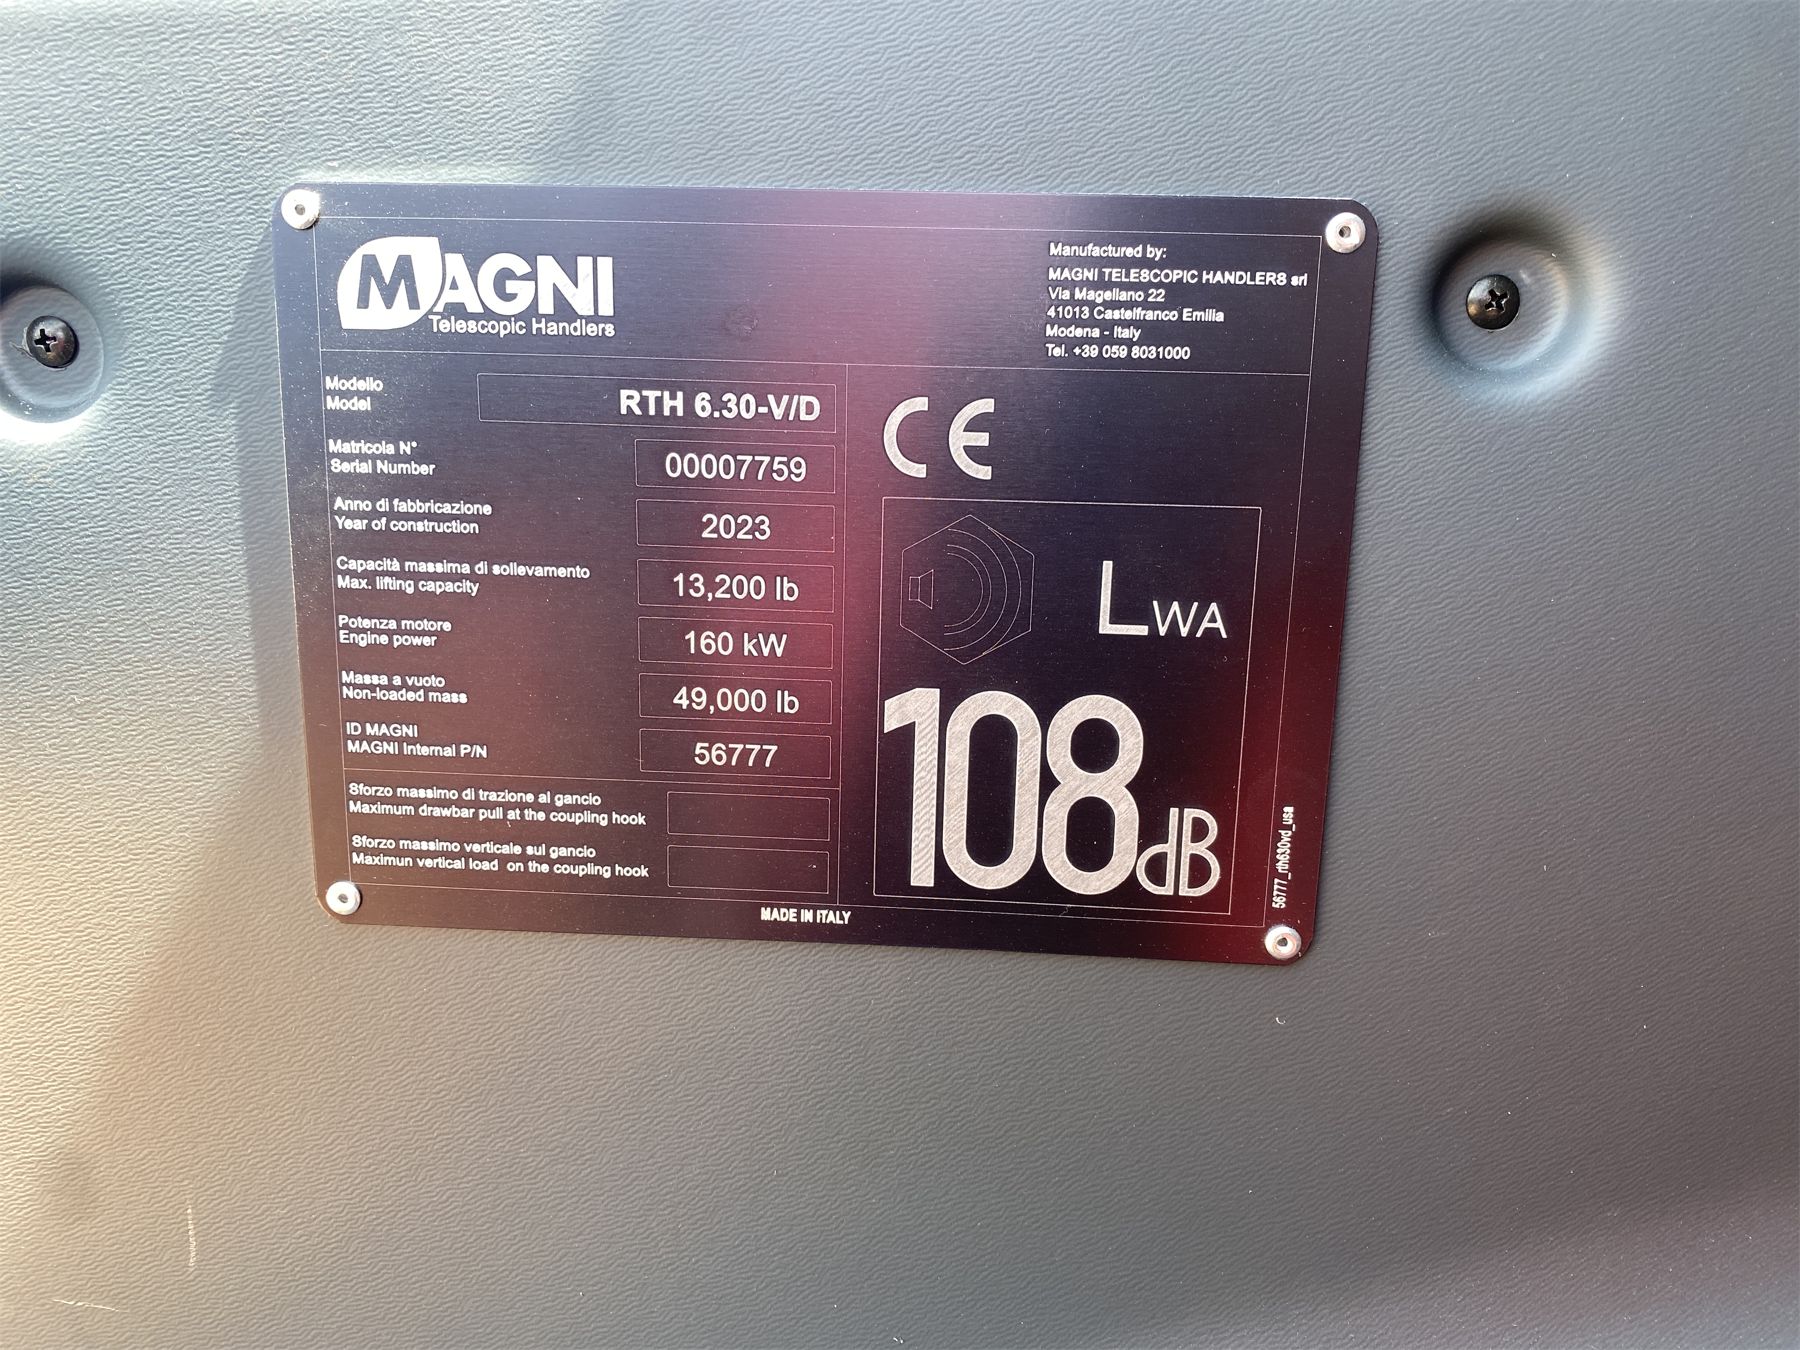 MAGNI
Telescopic Handlers
Manufactured by:
MAGNI TELESCOPIC HANDLERS srl
Via Magellano 22
41013 Castelfranco Emilia
Modena - Italy
Tel. +39 059 8031000
Modello
Model
RTH 6.30-V/D
Matricola N°
Serial Number
00007759
Anno di fabbricazione
Year of construction
2023
Capacità massima di sollevamento
Max. lifting capacity
13,200 lb
Potenza motore
Engine power
160 kW
Massa a vuoto
Non-loaded mass
49,000 lb
ID MAGNI
MAGNI Internal P/N
56777
Sforzo massimo di trazione al gancio
Maximum drawbar pull at the coupling hook
Sforzo massimo verticale sul gancio
Maximun vertical load on the coupling hook
CE
LWA
108dB
56777_rth630vd_usa
MADE IN ITALY